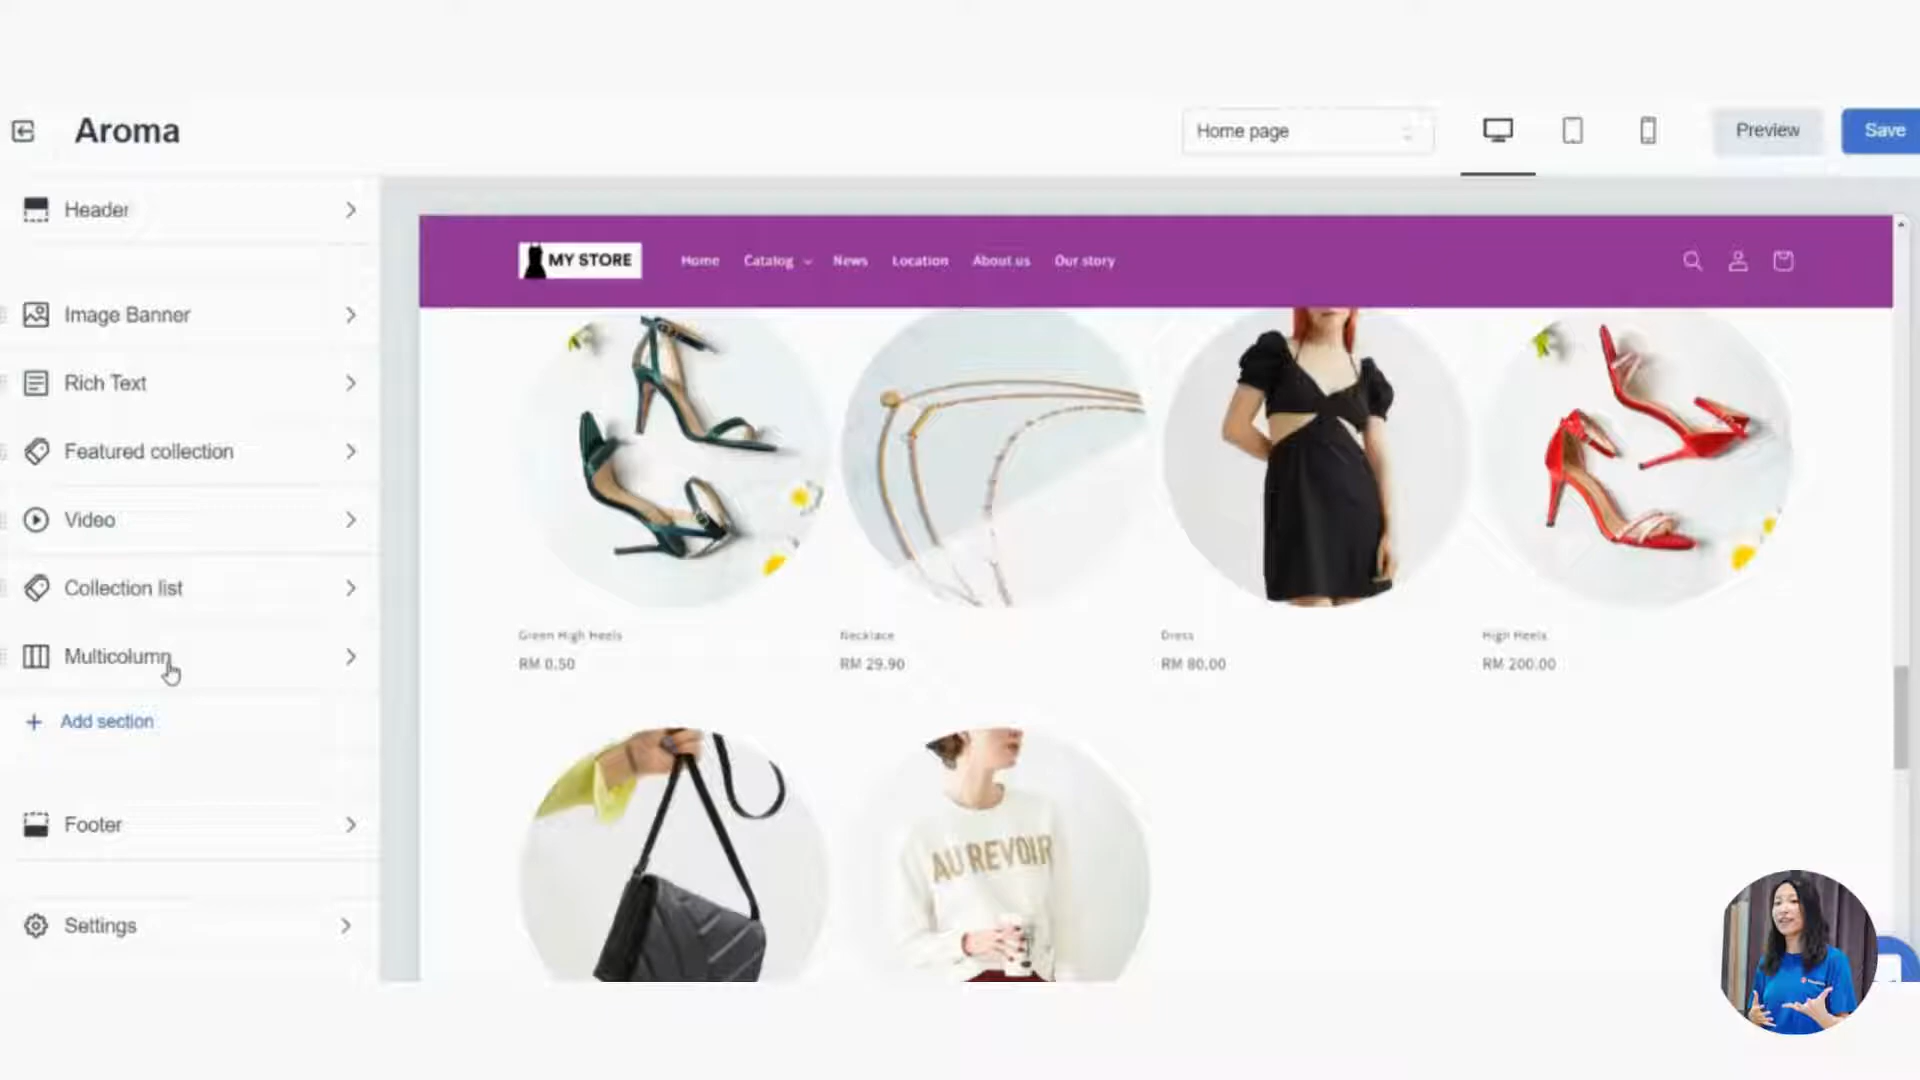 Aroma
Home page
Preview
Save
Header
Image Banner
Rich Text
Featured collection
Video
Collection list
Multicolumn
Add section
Footer
Settings
MY STORE
Home
Catalog
News
Location
About us
Our story
Green High Heels
RM 0.50
Necklace
RM 29.90
Dress
RM 80.00
High Heels
RM 200.00
AU REVOIR